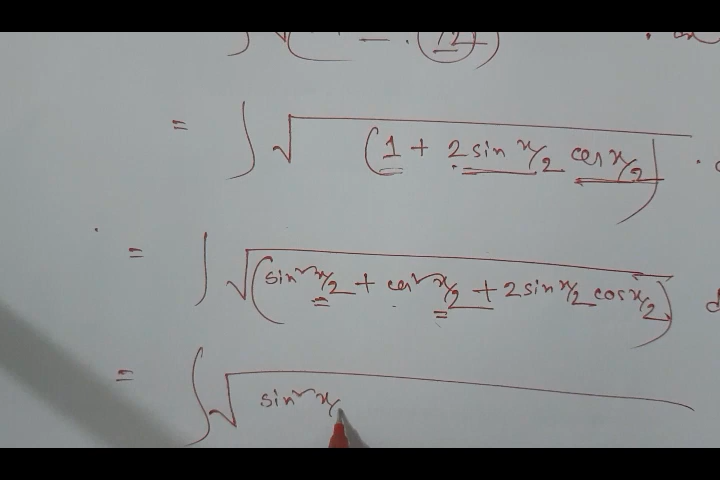 = ∫ √(1 + 2 sin x/2 cos x/2) .
= ∫ √(sin² x/2 + cos² x/2 + 2 sin x/2 cos x/2) d
= ∫ √ sin² x/